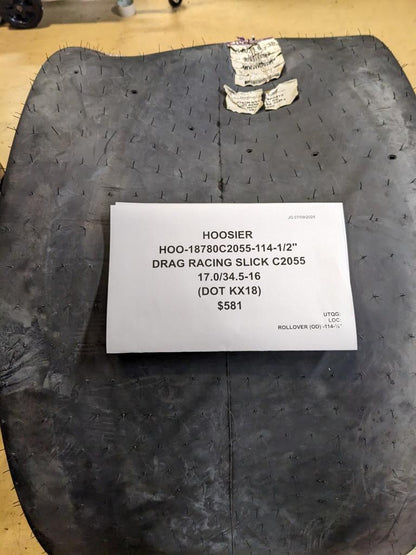 JG 07/09/2024
HOOSIER
HOO-18780C2055-114-1/2"
DRAG RACING SLICK C2055
17.0/34.5-16
(DOT KX18)
$581
UTQG:
LOC:
ROLLOVER (OD) -114-½"